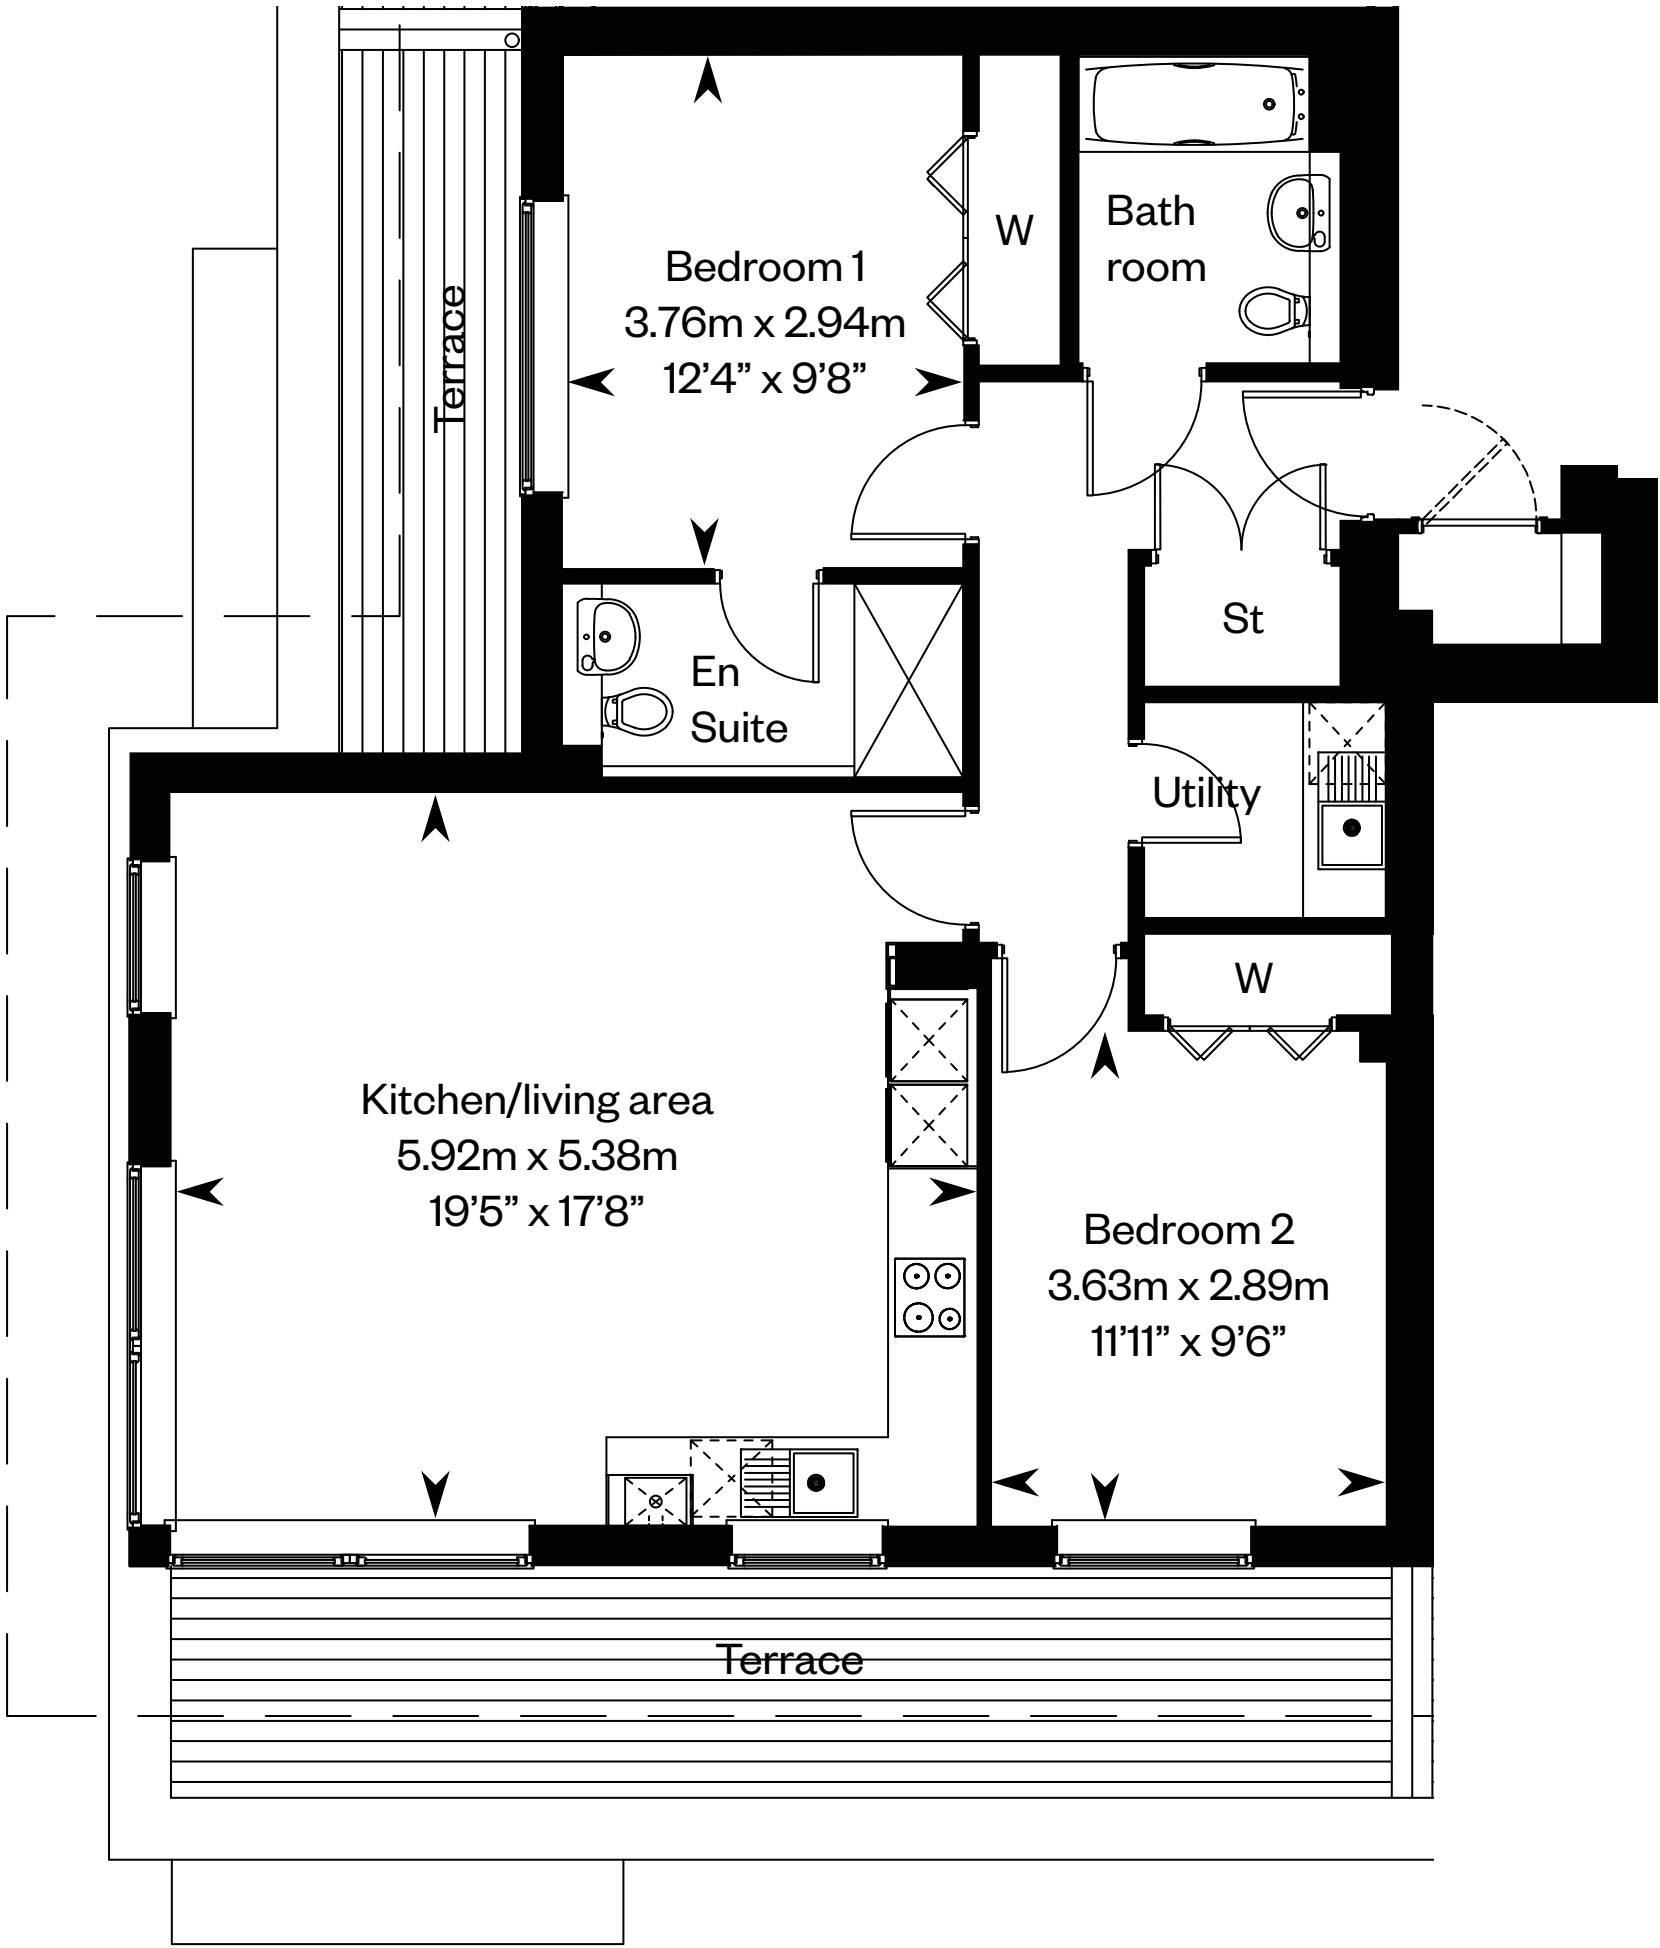 Bath
room
W
Bedroom 1
3.76m x 2.94m
12’4” x 9’8”
Terrace
St
En
Suite
Utility
W
Kitchen/living area
5.92m x 5.38m
19’5” x 17’8”
Bedroom 2
3.63m x 2.89m
11’11” x 9’6”
Terrace